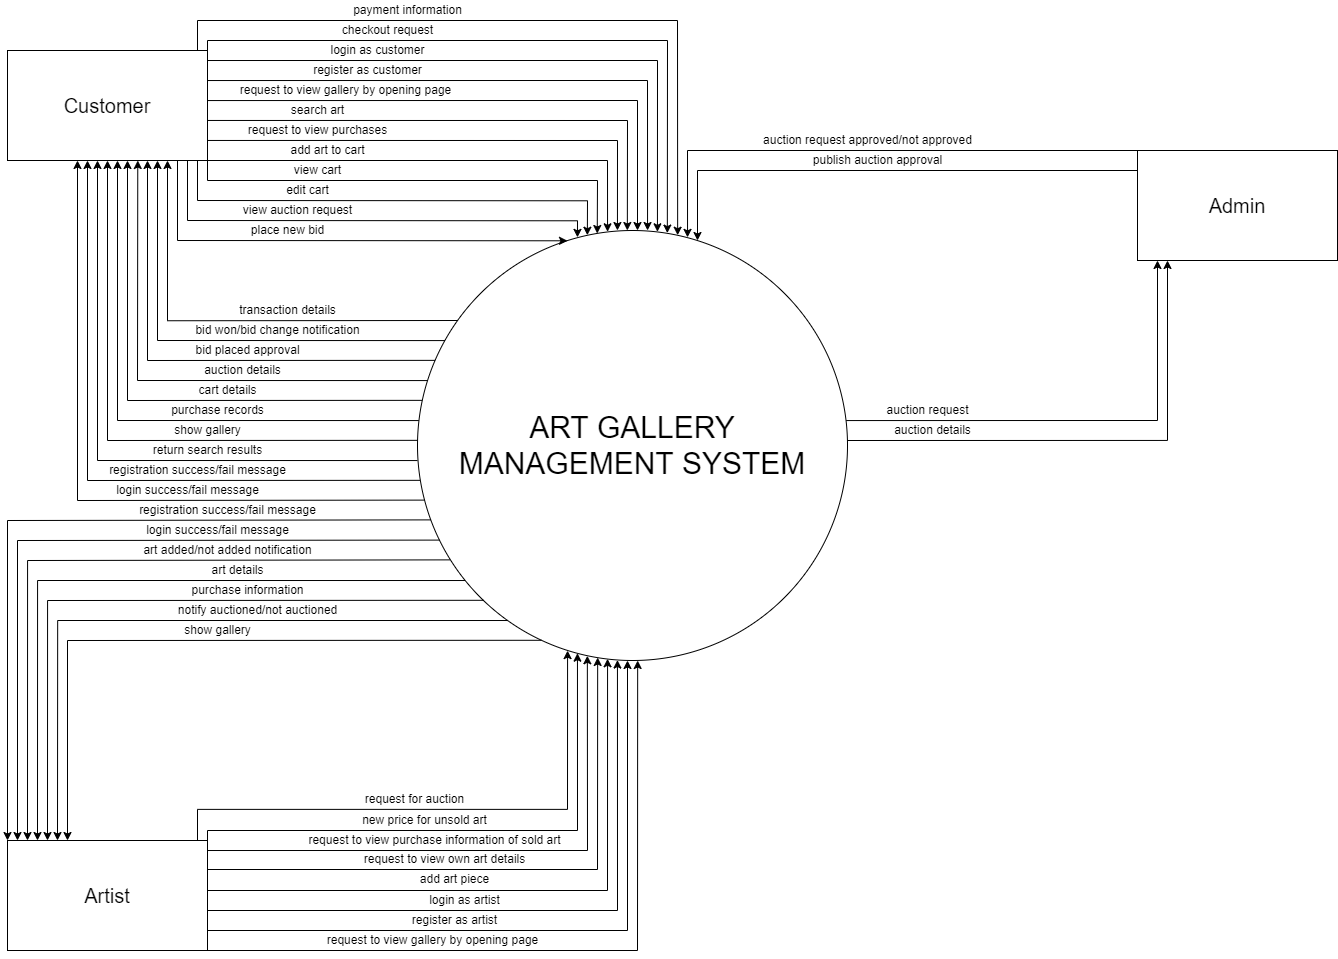 payment information
checkout request
login as customer
register as customer
request to view gallery by opening page
search art
request to view purchases
add art to cart
view cart
edit cart
view auction request
place new bid
Customer
auction request approved/not approved
publish auction approval
Admin
transaction details
bid won/bid change notification
bid placed approval
auction details
cart details
purchase records
show gallery
return search results
registration success/fail message
login success/fail message
ART GALLERY
MANAGEMENT SYSTEM
auction request
auction details
registration success/fail message
login success/fail message
art added/not added notification
art details
purchase information
notify auctioned/not auctioned
show gallery
request for auction
new price for unsold art
request to view purchase information of sold art
request to view own art details
add art piece
login as artist
register as artist
request to view gallery by opening page
Artist